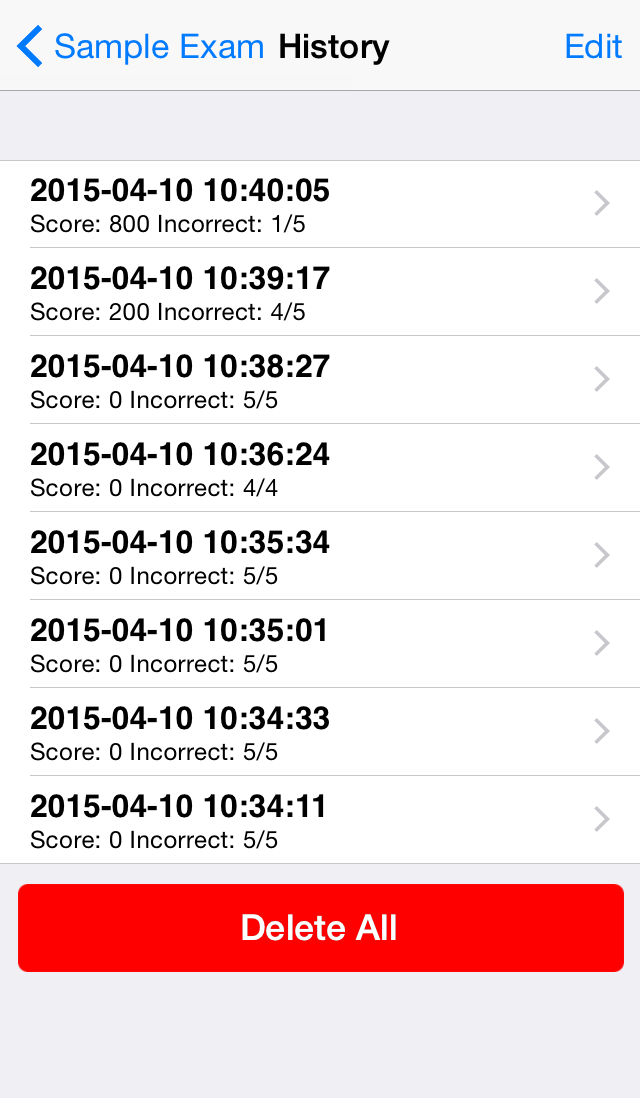 Sample Exam History Edit
2015-04-10 10:40:05
Score: 800 Incorrect: 1/5
2015-04-10 10:39:17
Score: 200 Incorrect: 4/5
2015-04-10 10:38:27
Score: 0 Incorrect: 5/5
2015-04-10 10:36:24
Score: 0 Incorrect: 4/4
2015-04-10 10:35:34
Score: 0 Incorrect: 5/5
2015-04-10 10:35:01
Score: 0 Incorrect: 5/5
2015-04-10 10:34:33
Score: 0 Incorrect: 5/5
2015-04-10 10:34:11
Score: 0 Incorrect: 5/5
Delete All